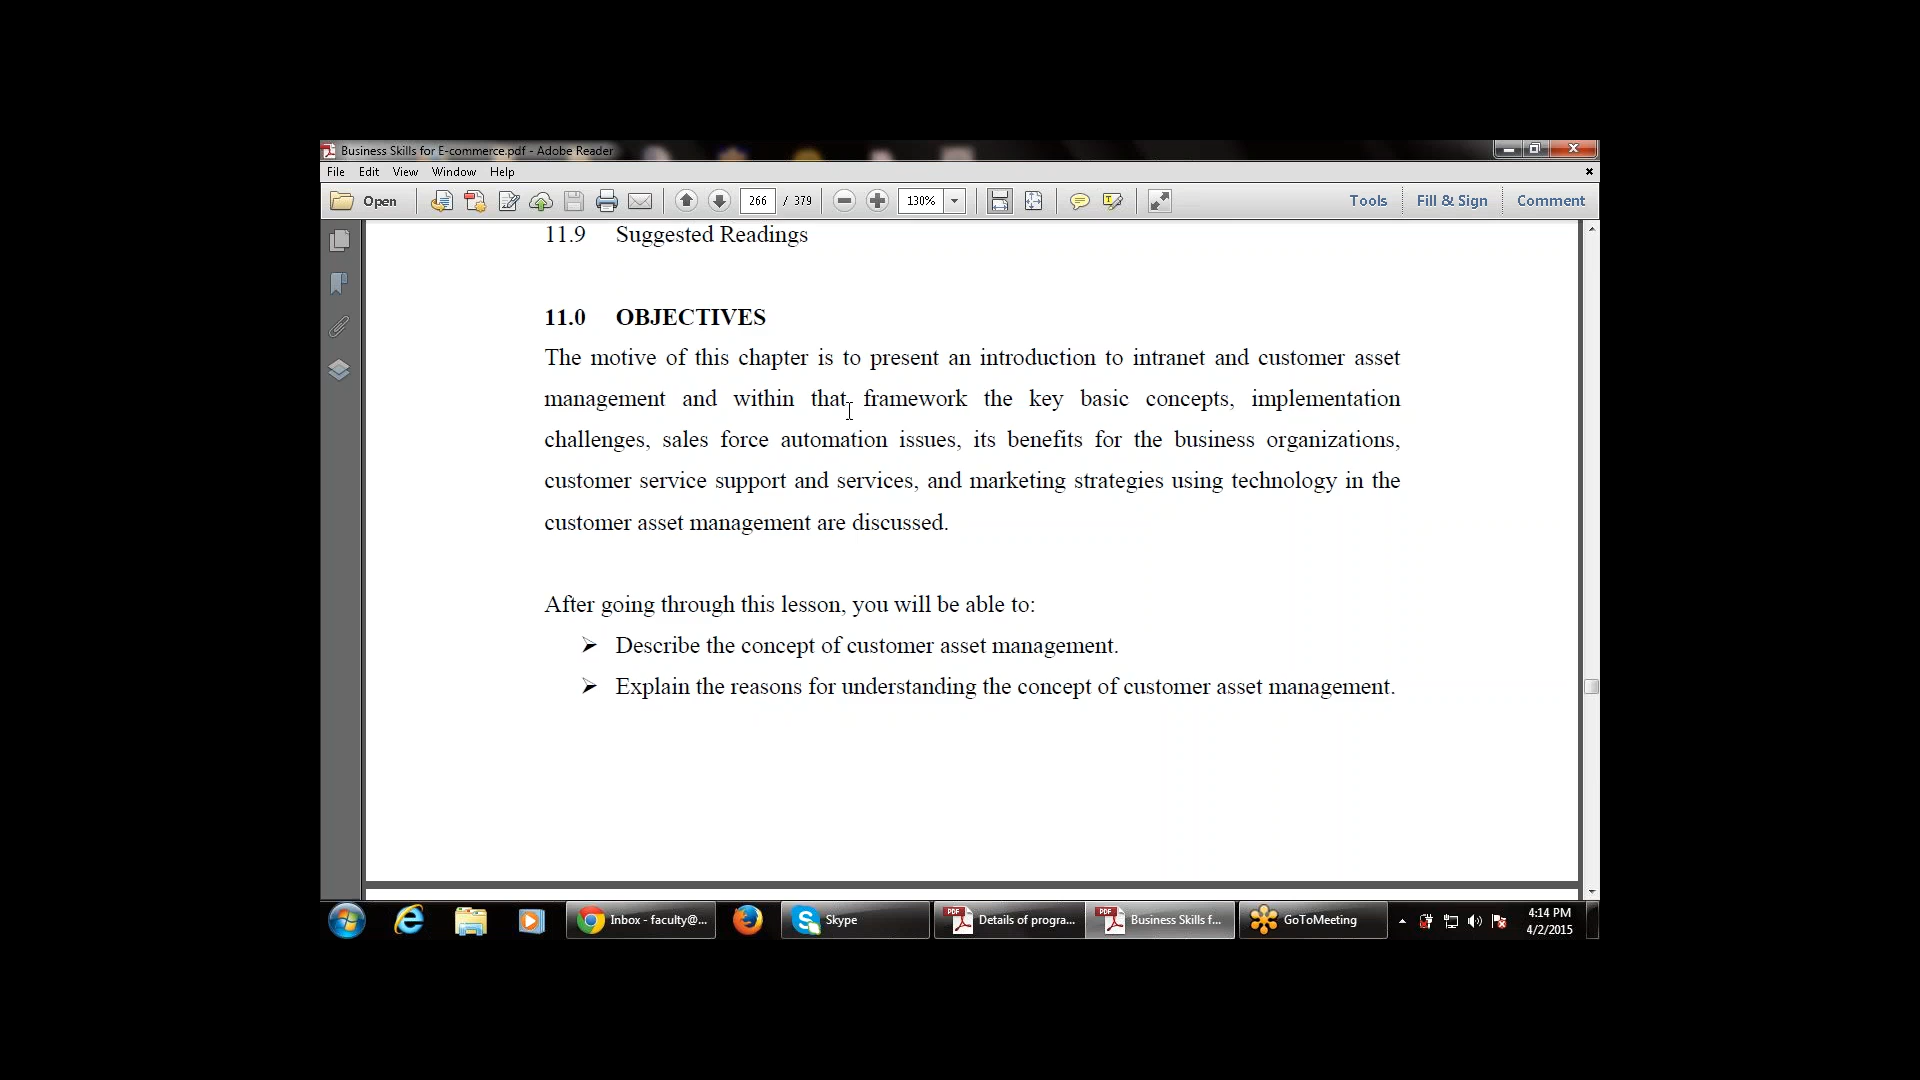 Business Skills for E-commerce.pdf - Adobe Reader
File Edit View Window Help
Open 266 / 379 130% Tools Fill & Sign Comment
11.9 Suggested Readings
11.0 OBJECTIVES
The motive of this chapter is to present an introduction to intranet and customer asset
management and within that framework the key basic concepts, implementation
challenges, sales force automation issues, its benefits for the business organizations,
customer service support and services, and marketing strategies using technology in the
customer asset management are discussed.
After going through this lesson, you will be able to:
➢ Describe the concept of customer asset management.
➢ Explain the reasons for understanding the concept of customer asset management.
Inbox - faculty@... Skype Details of progra... Business Skills f... GoToMeeting 4:14 PM
4/2/2015